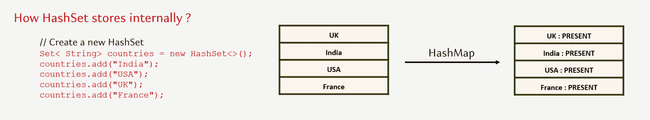 How HashSet stores internally ?
// Create a new HashSet
Set< String> countries = new HashSet<>();
countries.add("India");
countries.add("USA");
countries.add("UK");
countries.add("France");
UK
India
USA
France
HashMap
UK : PRESENT
India : PRESENT
USA : PRESENT
France : PRESENT